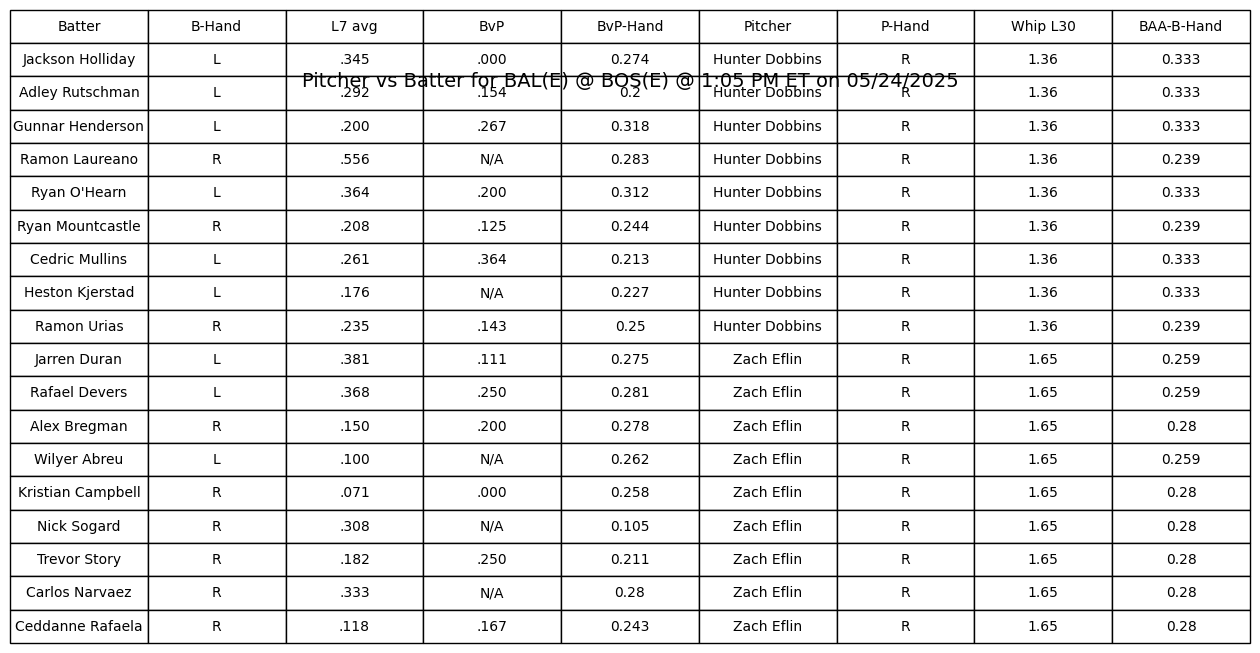 Batter B-Hand L7 avg BvP BvP-Hand Pitcher P-Hand Whip L30 BAA-B-Hand
Jackson Holliday L .345 .000 0.274 Hunter Dobbins R 1.36 0.333
Pitcher vs Batter for BAL(E) @ BOS(E) @ 1:05 PM ET on 05/24/2025
Adley Rutschman L .292 .154 0.2 Hunter Dobbins R 1.36 0.333
Gunnar Henderson L .200 .267 0.318 Hunter Dobbins R 1.36 0.333
Ramon Laureano R .556 N/A 0.283 Hunter Dobbins R 1.36 0.239
Ryan O'Hearn L .364 .200 0.312 Hunter Dobbins R 1.36 0.333
Ryan Mountcastle R .208 .125 0.244 Hunter Dobbins R 1.36 0.239
Cedric Mullins L .261 .364 0.213 Hunter Dobbins R 1.36 0.333
Heston Kjerstad L .176 N/A 0.227 Hunter Dobbins R 1.36 0.333
Ramon Urias R .235 .143 0.25 Hunter Dobbins R 1.36 0.239
Jarren Duran L .381 .111 0.275 Zach Eflin R 1.65 0.259
Rafael Devers L .368 .250 0.281 Zach Eflin R 1.65 0.259
Alex Bregman R .150 .200 0.278 Zach Eflin R 1.65 0.28
Wilyer Abreu L .100 N/A 0.262 Zach Eflin R 1.65 0.259
Kristian Campbell R .071 .000 0.258 Zach Eflin R 1.65 0.28
Nick Sogard R .308 N/A 0.105 Zach Eflin R 1.65 0.28
Trevor Story R .182 .250 0.211 Zach Eflin R 1.65 0.28
Carlos Narvaez R .333 N/A 0.28 Zach Eflin R 1.65 0.28
Ceddanne Rafaela R .118 .167 0.243 Zach Eflin R 1.65 0.28